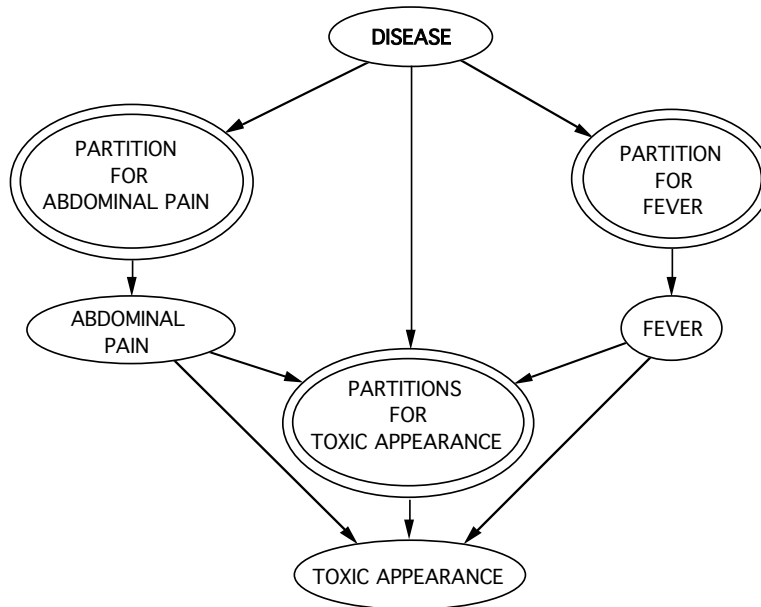 DISEASE
PARTITION
FOR
ABDOMINAL PAIN
PARTITION
FOR
FEVER
ABDOMINAL
PAIN
FEVER
PARTITIONS
FOR
TOXIC APPEARANCE
TOXIC APPEARANCE